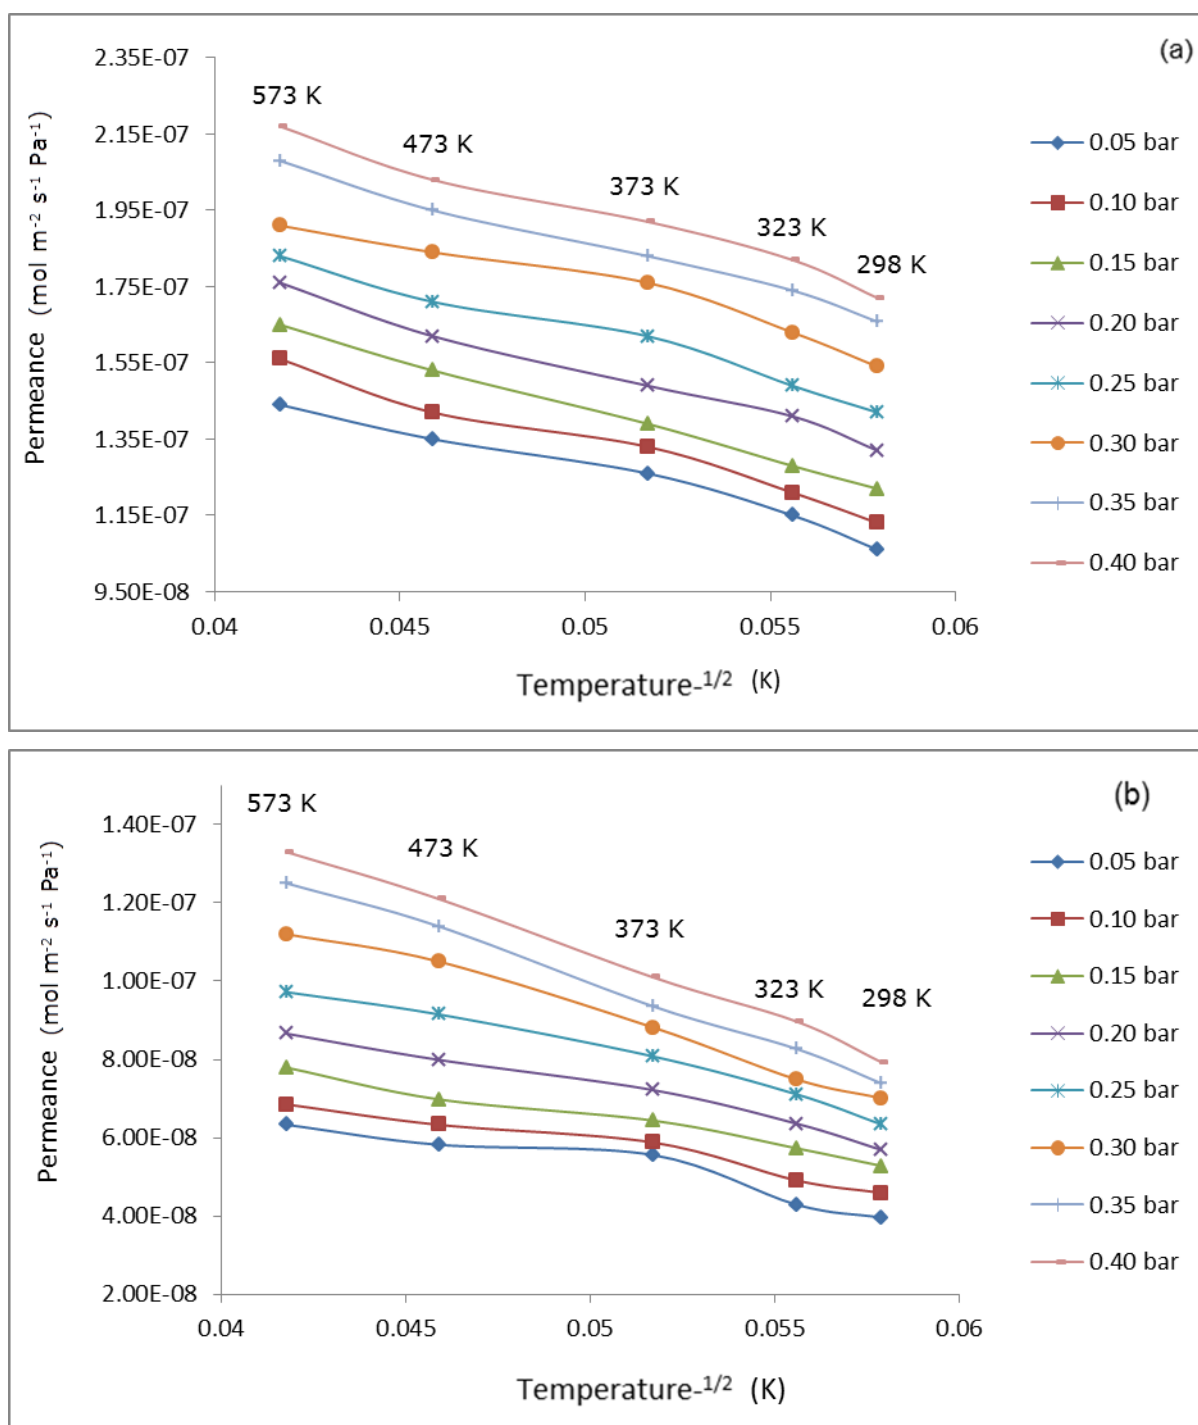 (a)
2.35E-07
2.15E-07
1.95E-07
1.75E-07
1.55E-07
1.35E-07
1.15E-07
9.50E-08
Permeance (mol m⁻² s⁻¹ Pa⁻¹)
573 K
473 K
373 K
323 K
298 K
0.04 0.045 0.05 0.055 0.06
Temperature-¹/² (K)
0.05 bar
0.10 bar
0.15 bar
0.20 bar
0.25 bar
0.30 bar
0.35 bar
0.40 bar
(b)
1.40E-07
1.20E-07
1.00E-07
8.00E-08
6.00E-08
4.00E-08
2.00E-08
Permeance (mol m⁻² s⁻¹ Pa⁻¹)
573 K
473 K
373 K
323 K
298 K
0.04 0.045 0.05 0.055 0.06
Temperature-¹/² (K)
0.05 bar
0.10 bar
0.15 bar
0.20 bar
0.25 bar
0.30 bar
0.35 bar
0.40 bar